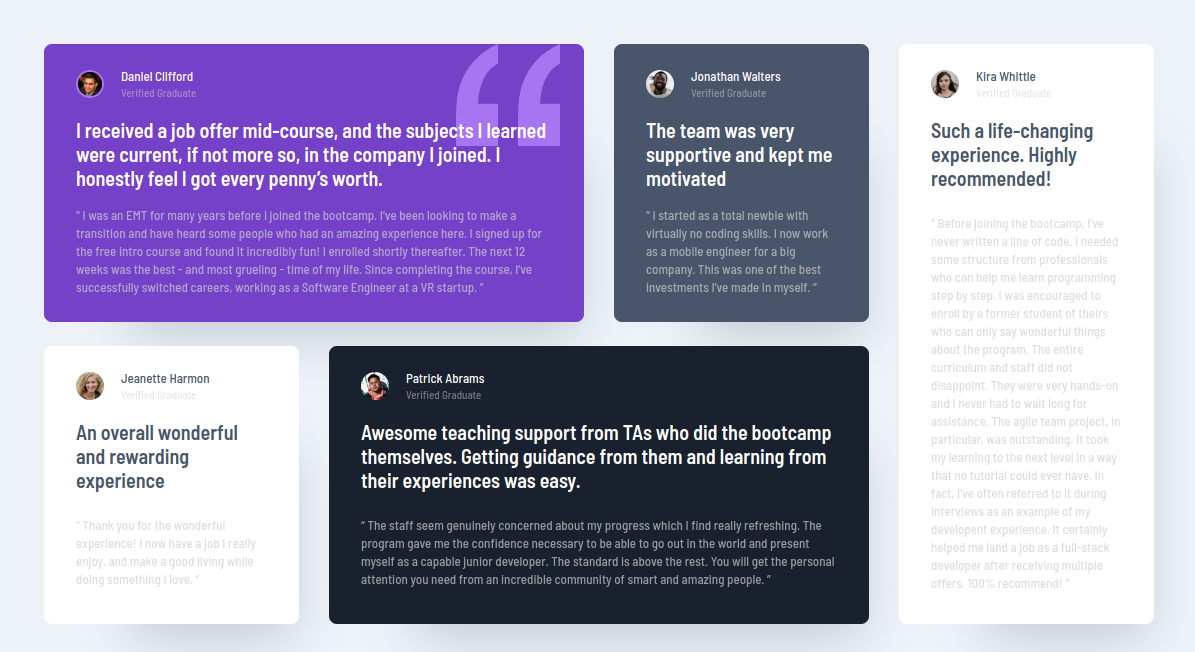 Daniel Clifford
Verified Graduate
I received a job offer mid-course, and the subjects I learned
were current, if not more so, in the company I joined. I
honestly feel I got every penny’s worth.
“ I was an EMT for many years before I joined the bootcamp. I’ve been looking to make a
transition and have heard some people who had an amazing experience here. I signed up for
the free intro course and found it incredibly fun! I enrolled shortly thereafter. The next 12
weeks was the best - and most grueling - time of my life. Since completing the course, I’ve
successfully switched careers, working as a Software Engineer at a VR startup. ”
Jonathan Walters
Verified Graduate
The team was very
supportive and kept me
motivated
“ I started as a total newbie with
virtually no coding skills. I now work
as a mobile engineer for a big
company. This was one of the best
investments I’ve made in myself. ”
Kira Whittle
Verified Graduate
Such a life-changing
experience. Highly
recommended!
“ Before joining the bootcamp, I’ve
never written a line of code. I needed
some structure from professionals
who can help me learn programming
step by step. I was encouraged to
enroll by a former student of theirs
who can only say wonderful things
about the program. The entire
curriculum and staff did not
disappoint. They were very hands-on
and I never had to wait long for
assistance. The agile team project, in
particular, was outstanding. It took
my learning to the next level in a way
that no tutorial could ever have. In
fact, I’ve often referred to it during
interviews as an example of my
developent experience. It certainly
helped me land a job as a full-stack
developer after receiving multiple
offers. 100% recommend! ”
Jeanette Harmon
Verified Graduate
An overall wonderful
and rewarding
experience
“ Thank you for the wonderful
experience! I now have a job I really
enjoy, and make a good living while
doing something I love. ”
Patrick Abrams
Verified Graduate
Awesome teaching support from TAs who did the bootcamp
themselves. Getting guidance from them and learning from
their experiences was easy.
“ The staff seem genuinely concerned about my progress which I find really refreshing. The
program gave me the confidence necessary to be able to go out in the world and present
myself as a capable junior developer. The standard is above the rest. You will get the personal
attention you need from an incredible community of smart and amazing people. ”